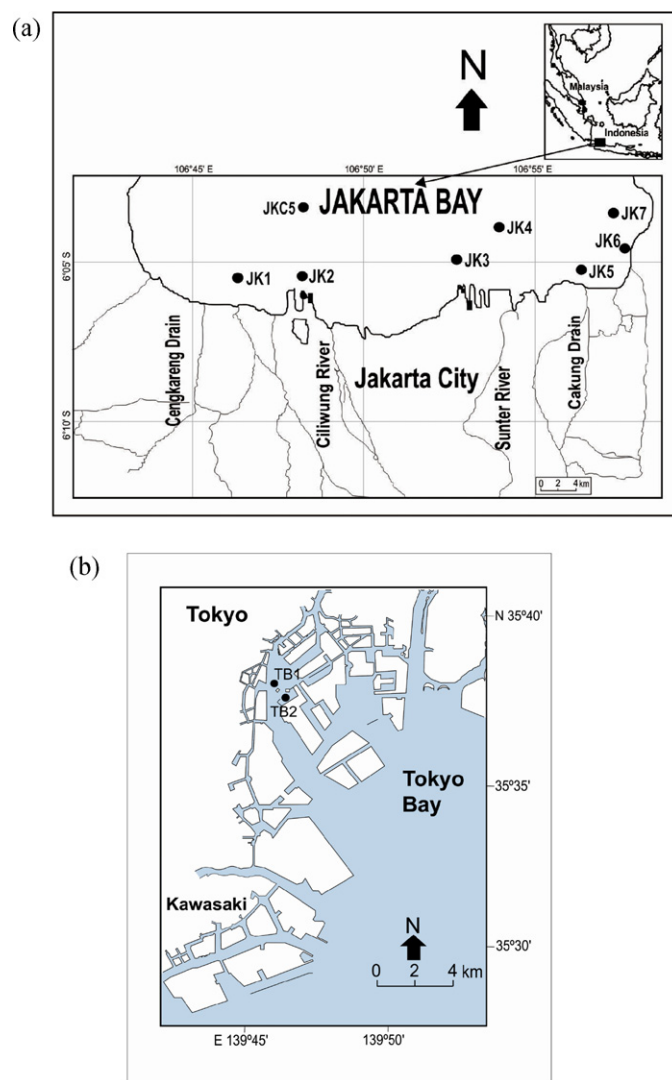 (a)
N
Malaysia
Indonesia
106°45'E
106°50'E
106°55'E
JKC5
JAKARTA BAY
JK7
JK4
JK6
6°05' S
JK1
JK2
JK3
JK5
Cengkareng Drain
Ciliwung River
Jakarta City
Sunter River
Cakung Drain
6°10' S
0 2 4 km
(b)
Tokyo
N 35°40'
TB1
TB2
Tokyo
Bay
35°35'
Kawasaki
N
35°30'
0 2 4 km
E 139°45'
139°50'